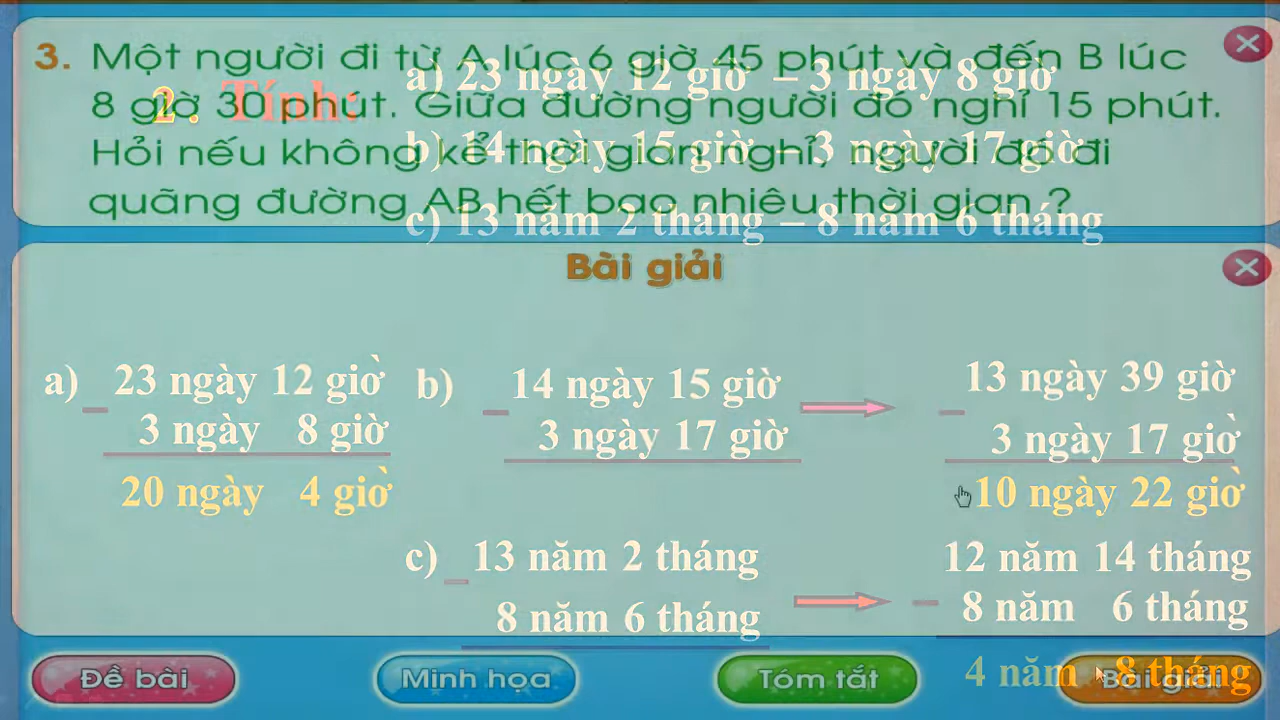 3. Một người đi từ A lúc 6 giờ 45 phút và đến B lúc
8 giờ 30 phút. Giữa đường người đó nghỉ 15 phút.
Hỏi nếu không kể thời gian nghỉ, người đó đi
quãng đường AB hết bao nhiêu thời gian ?
2. Tính:
a) 23 ngày 12 giờ – 3 ngày 8 giờ
b) 14 ngày 15 giờ – 3 ngày 17 giờ
c) 13 năm 2 tháng – 8 năm 6 tháng
Bài giải
a) 23 ngày 12 giờ
– 3 ngày 8 giờ
20 ngày 4 giờ
b) 14 ngày 15 giờ
– 3 ngày 17 giờ
13 ngày 39 giờ
– 3 ngày 17 giờ
10 ngày 22 giờ
c) 13 năm 2 tháng
– 8 năm 6 tháng
12 năm 14 tháng
– 8 năm 6 tháng
4 năm 8 tháng
Đề bài
Minh họa
Tóm tắt
Bài giải